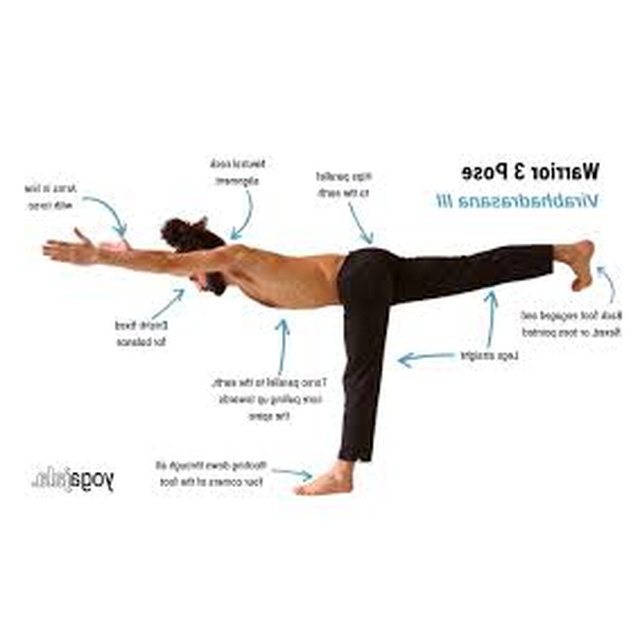 Warrior 3 Pose
Virabhadrasana III
Hips parallel
to the earth
Neutral neck
alignment
Arms in line
with torso
Back foot engaged and
flexed, or toes pointed
Legs straight
fixed
for balance
Torso parallel to the earth,
core pulling up towards
the spine
Rooting down through all
four corners of the foot
yogajala.